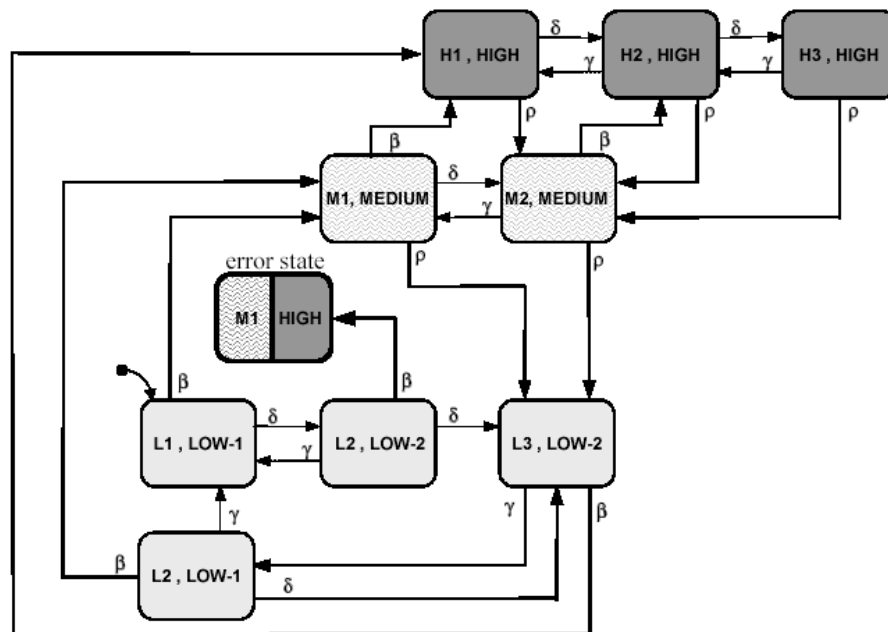 H1 , HIGH
δ
γ
H2 , HIGH
δ
γ
H3 , HIGH
β
ρ
β
ρ
ρ
M1, MEDIUM
δ
γ
M2, MEDIUM
ρ
ρ
error state
M1
HIGH
β
β
L1 , LOW-1
δ
γ
L2 , LOW-2
δ
L3 , LOW-2
γ
γ
β
β
L2 , LOW-1
δ